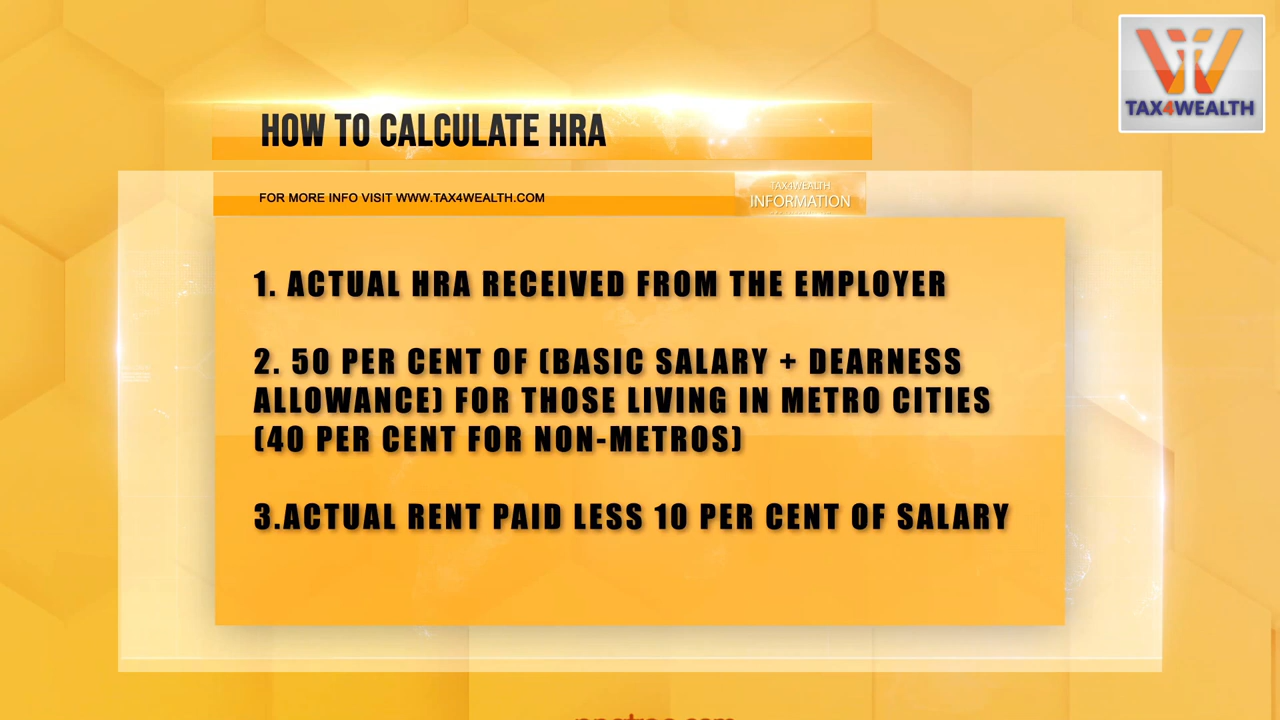 TAX4WEALTH
HOW TO CALCULATE HRA
FOR MORE INFO VISIT WWW.TAX4WEALTH.COM
TAX4WEALTH
INFORMATION
1. ACTUAL HRA RECEIVED FROM THE EMPLOYER
2. 50 PER CENT OF (BASIC SALARY + DEARNESS
ALLOWANCE) FOR THOSE LIVING IN METRO CITIES
(40 PER CENT FOR NON-METROS)
3.ACTUAL RENT PAID LESS 10 PER CENT OF SALARY